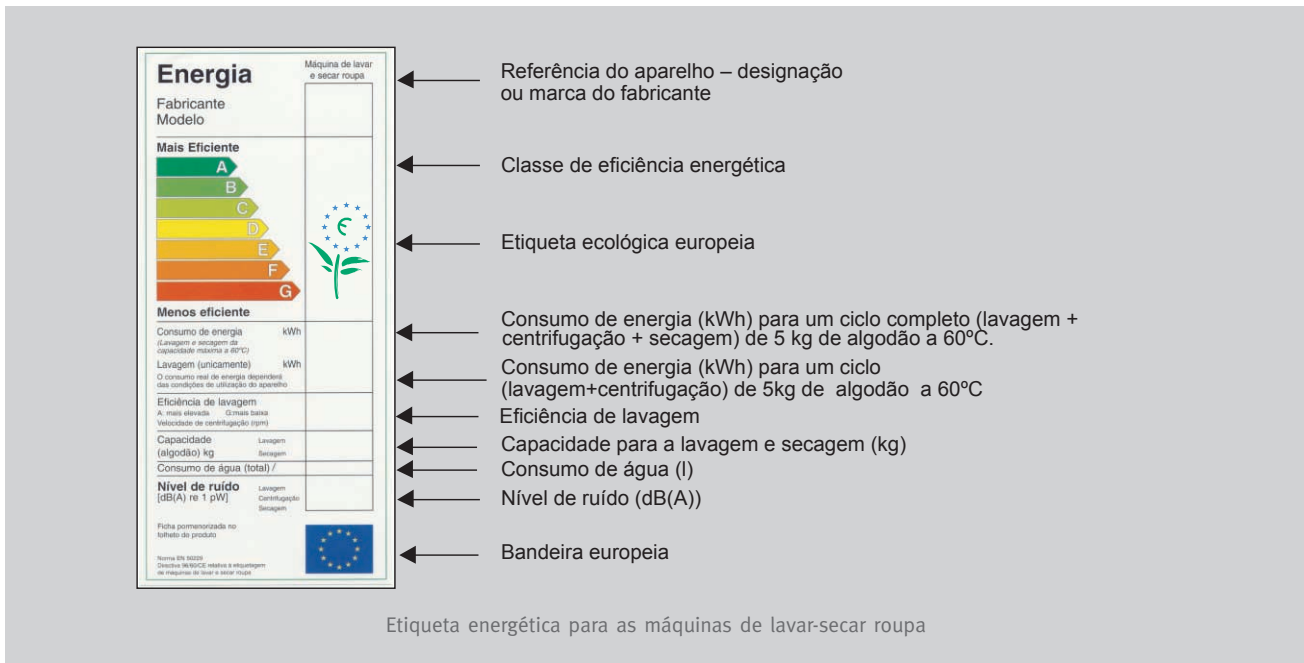 Energia
Máquina de lavar
e secar roupa
Fabricante
Modelo
Mais Eficiente
A
B
C
D
E
F
G
Menos eficiente
Consumo de energia kWh
(Lavagem e secagem da
capacidade máxima a 60ºC)
Lavagem (unicamente) kWh
O consumo real de energia dependerá
das condições de utilização do aparelho
Eficiência de lavagem
A: mais elevada G:mais baixa
Velocidade de centrifugação (rpm)
Capacidade Lavagem
(algodão) kg Secagem
Consumo de água (total) /
Nível de ruído Lavagem
[dB(A) re 1 pW] Centrifugação
Secagem
Ficha pormenorizada no
folheto do produto
Norma EN 50229
Directive 96/60/CE relativa à etiquetagem
de máquinas de lavar e secar roupa
Referência do aparelho – designação
ou marca do fabricante
Classe de eficiência energética
Etiqueta ecológica europeia
Consumo de energia (kWh) para um ciclo completo (lavagem +
centrifugação + secagem) de 5 kg de algodão a 60ºC.
Consumo de energia (kWh) para um ciclo
(lavagem+centrifugação) de 5kg de algodão a 60ºC
Eficiência de lavagem
Capacidade para a lavagem e secagem (kg)
Consumo de água (l)
Nível de ruído (dB(A))
Bandeira europeia
Etiqueta energética para as máquinas de lavar-secar roupa